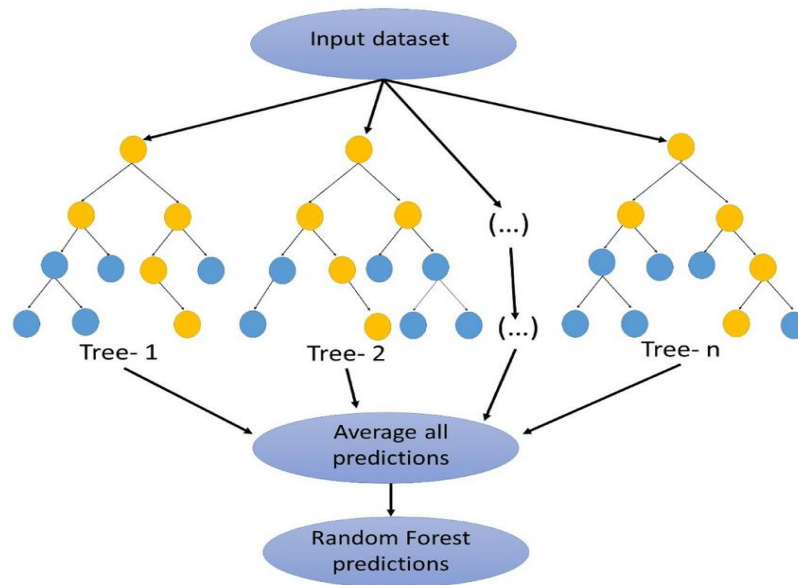 Input dataset
(...)
(...)
Tree- 1
Tree- 2
Tree- n
Average all
predictions
Random Forest
predictions